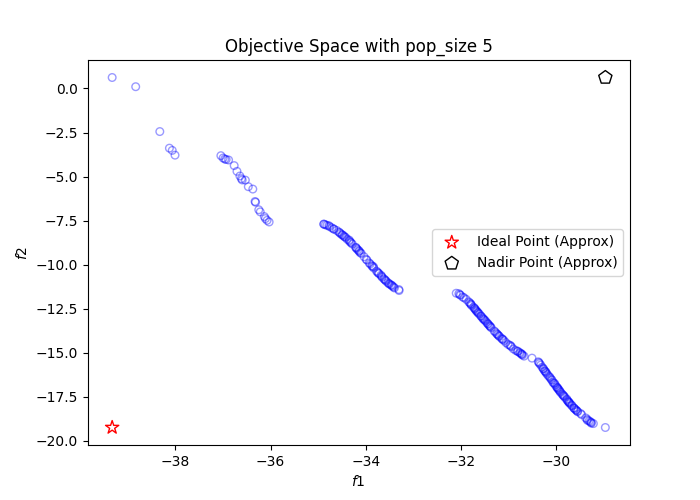 Objective Space with pop_size 5
f2
0.0
−2.5
−5.0
−7.5
−10.0
−12.5
−15.0
−17.5
−20.0
Ideal Point (Approx)
Nadir Point (Approx)
−38 −36 −34 −32 −30
f1